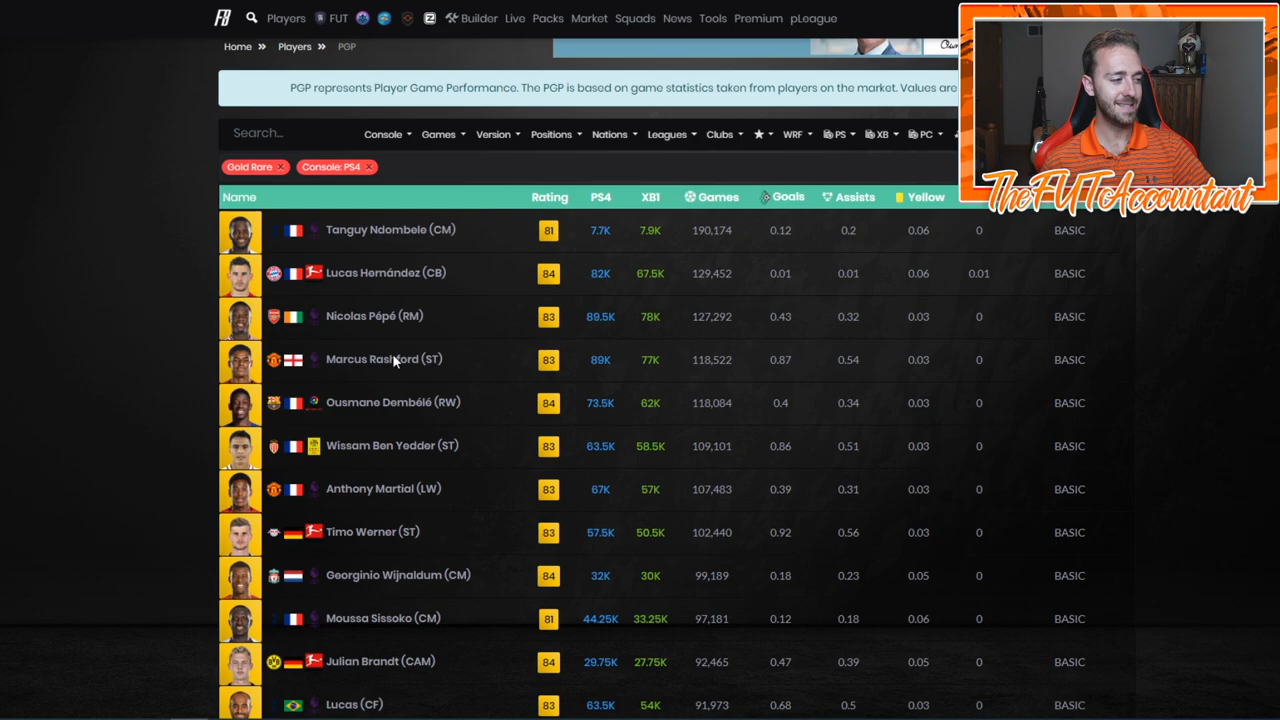 FB Players FUT Z Builder Live Packs Market Squads News Tools Premium pLeague
Home » Players » PGP
PGP represents Player Game Performance. The PGP is based on game statistics taken from players on the market. Values are
Search... Console Games Version Positions Nations Leagues Clubs WRF PS XB PC
Gold Rare × Console: PS4 ×
TheFUTAccountant
Name Rating PS4 XB1 Games Goals Assists Yellow
Tanguy Ndombele (CM) 81 7.7K 7.9K 190,174 0.12 0.2 0.06 0 BASIC
Lucas Hernández (CB) 84 82K 67.5K 129,452 0.01 0.01 0.06 0.01 BASIC
Nicolas Pépé (RM) 83 89.5K 78K 127,292 0.43 0.32 0.03 0 BASIC
Marcus Rashford (ST) 83 89K 77K 118,522 0.87 0.54 0.03 0 BASIC
Ousmane Dembélé (RW) 84 73.5K 62K 118,084 0.4 0.34 0.03 0 BASIC
Wissam Ben Yedder (ST) 83 63.5K 58.5K 109,101 0.86 0.51 0.03 0 BASIC
Anthony Martial (LW) 83 67K 57K 107,483 0.39 0.31 0.03 0 BASIC
Timo Werner (ST) 83 57.5K 50.5K 102,440 0.92 0.56 0.03 0 BASIC
Georginio Wijnaldum (CM) 84 32K 30K 99,189 0.18 0.23 0.05 0 BASIC
Moussa Sissoko (CM) 81 44.25K 33.25K 97,181 0.12 0.18 0.06 0 BASIC
Julian Brandt (CAM) 84 29.75K 27.75K 92,465 0.47 0.39 0.05 0 BASIC
Lucas (CF) 83 63.5K 54K 91,973 0.68 0.5 0.03 0 BASIC